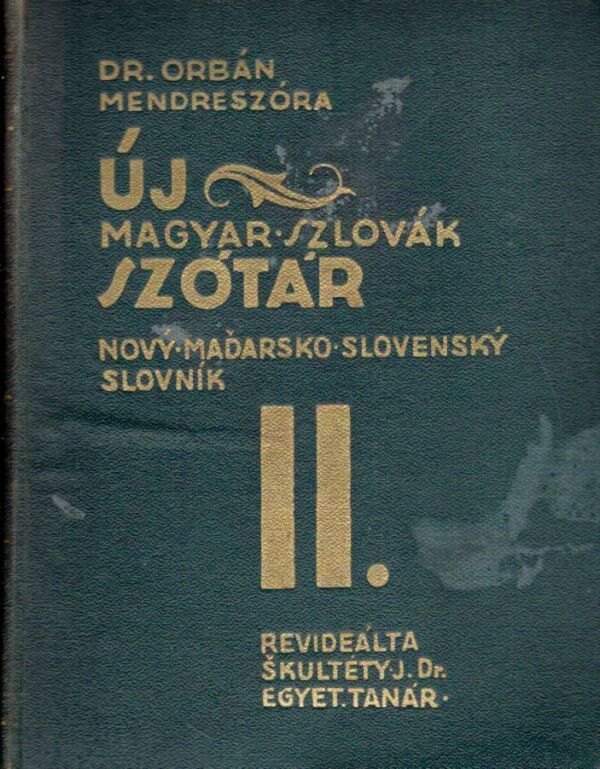 DR. ORBÁN
MENDRESZÓRA
ÚJ
MAGYAR·SZLOVÁK
SZÓTÁR
NOVÝ·MAĎARSKO·SLOVENSKÝ
SLOVNÍK
II.
REVIDEÁLTA
ŠKULTÉTY J. Dr.
EGYET. TANÁR·